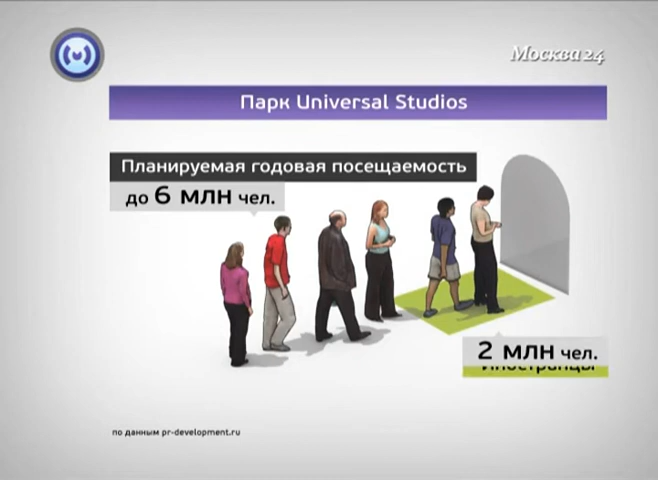 Москва 24
Парк Universal Studios
Планируемая годовая посещаемость
до 6 млн чел.
2 млн чел.
Иностранцы
по данным pr-development.ru